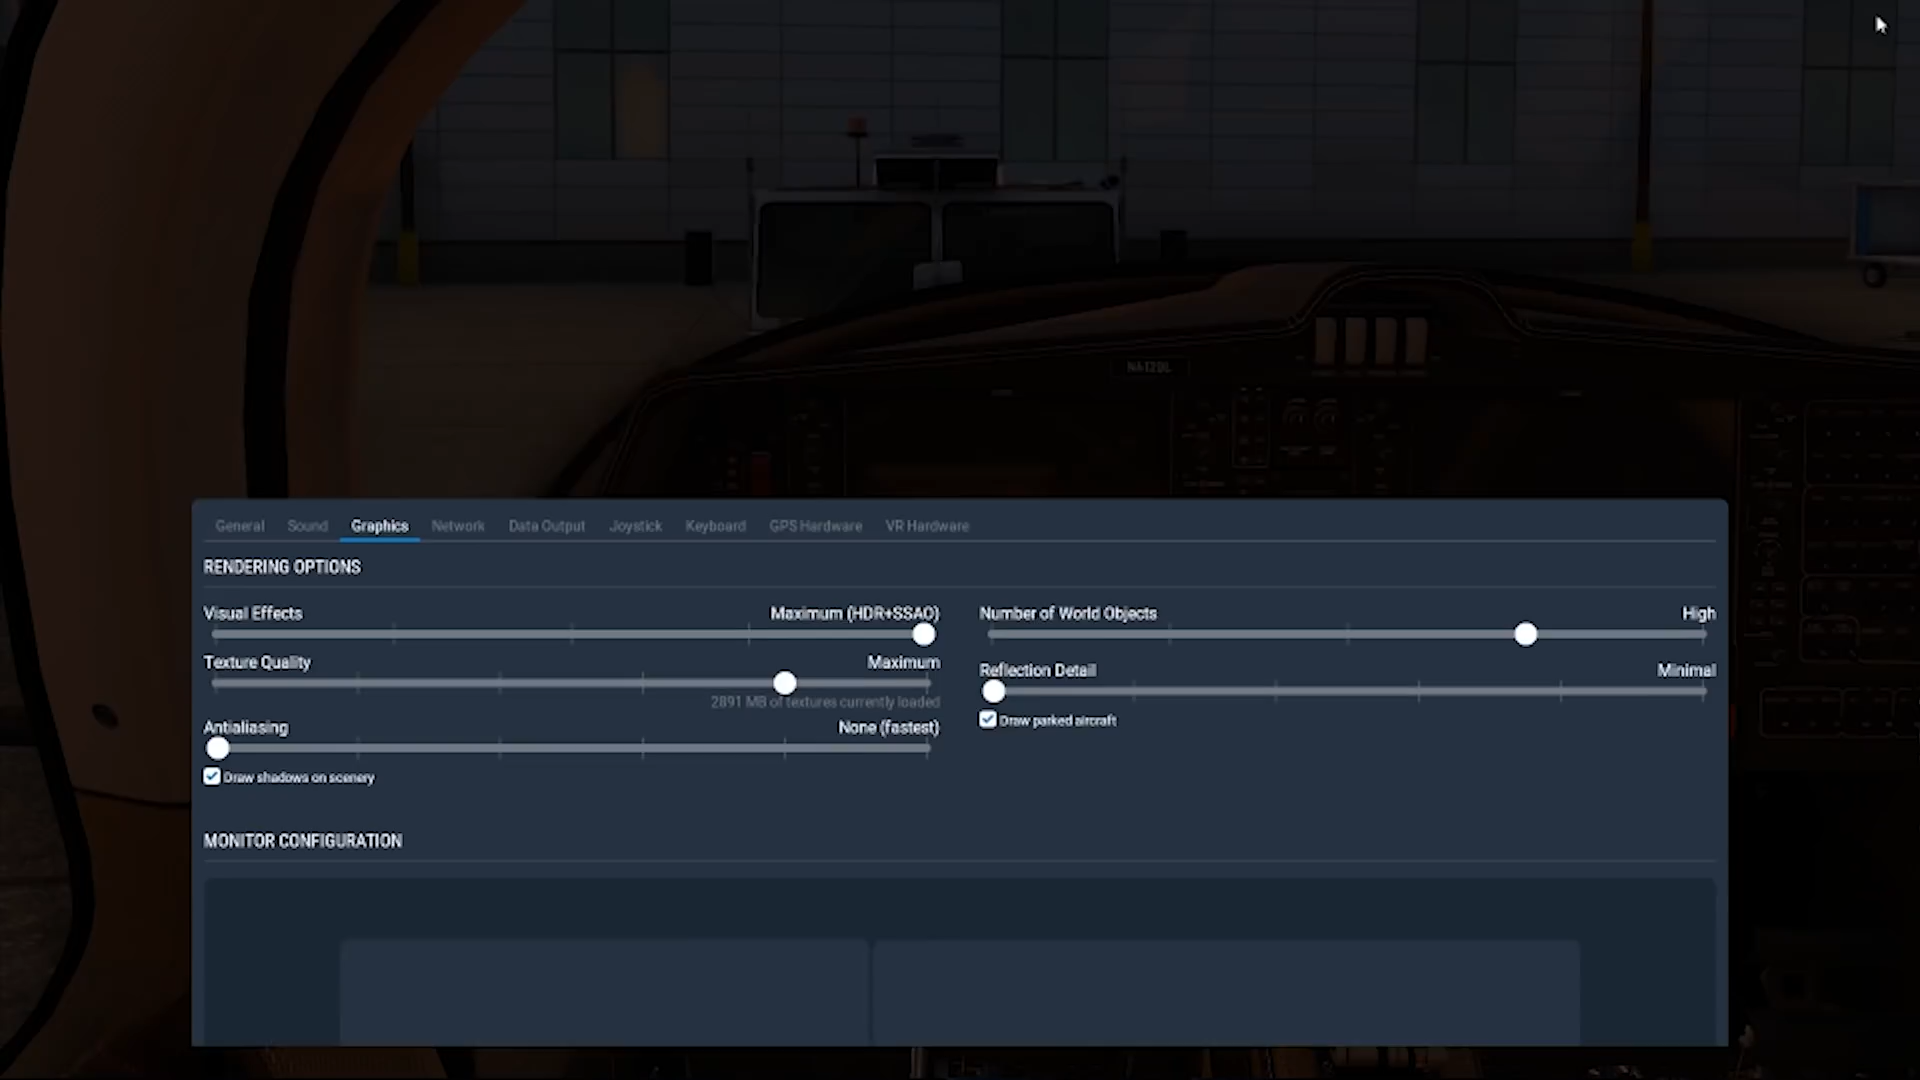 General Sound Graphics Network Data Output Joystick Keyboard GPS Hardware VR Hardware
RENDERING OPTIONS
Visual Effects Maximum (HDR+SSAO)
Texture Quality Maximum
2891 MB of textures currently loaded
Antialiasing None (fastest)
Draw shadows on scenery
Number of World Objects High
Reflection Detail Minimal
Draw parked aircraft
MONITOR CONFIGURATION